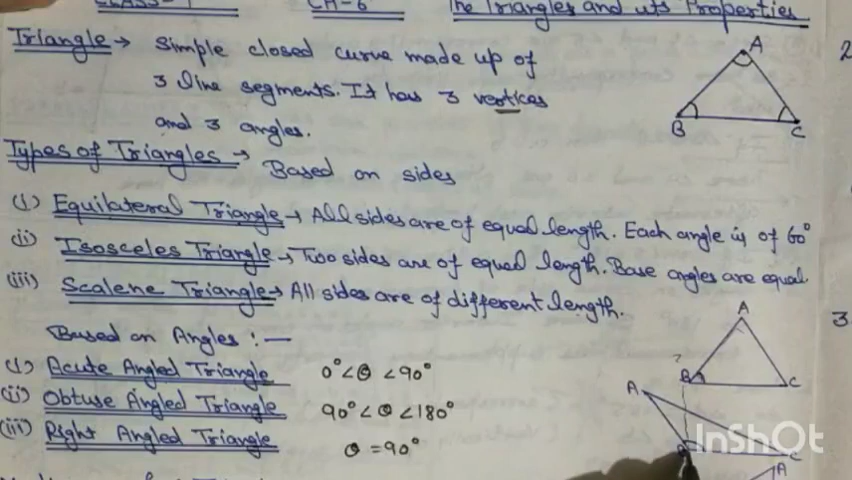 CLASS-7 CH-6 The Triangles and its Properties
Triangle → Simple closed curve made up of
3 line segments. It has 3 vertices
and 3 angles.
A
B
C
2
Types of Triangles → Based on sides
(i) Equilateral Triangle → All sides are of equal length. Each angle is of 60°
(ii) Isosceles Triangle → Two sides are of equal length. Base angles are equal
(iii) Scalene Triangle → All sides are of different length.
3
Based on Angles :—
(i) Acute Angled Triangle 0° < θ < 90°
(ii) Obtuse Angled Triangle 90° < θ < 180°
(iii) Right Angled Triangle θ = 90°
A
?
B
C
A
C
A
InShOt